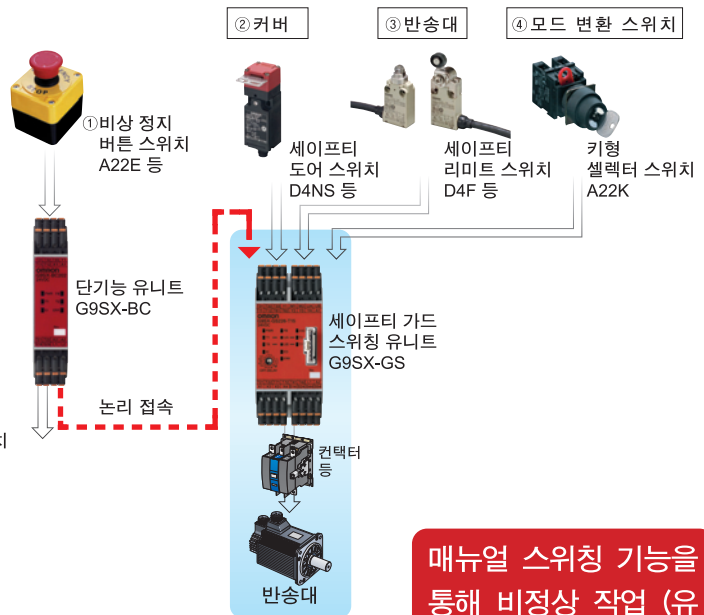 ②커버
③반송대
④모드 변환 스위치
①비상 정지
버튼 스위치
A22E 등
세이프티
도어 스위치
D4NS 등
세이프티
리미트 스위치
D4F 등
키형
셀렉터 스위치
A22K
단기능 유니트
G9SX-BC
세이프티 가드
스위칭 유니트
G9SX-GS
논리 접속
치
컨택터
등
반송대
매뉴얼 스위칭 기능을
통해 비정상 작업 (유